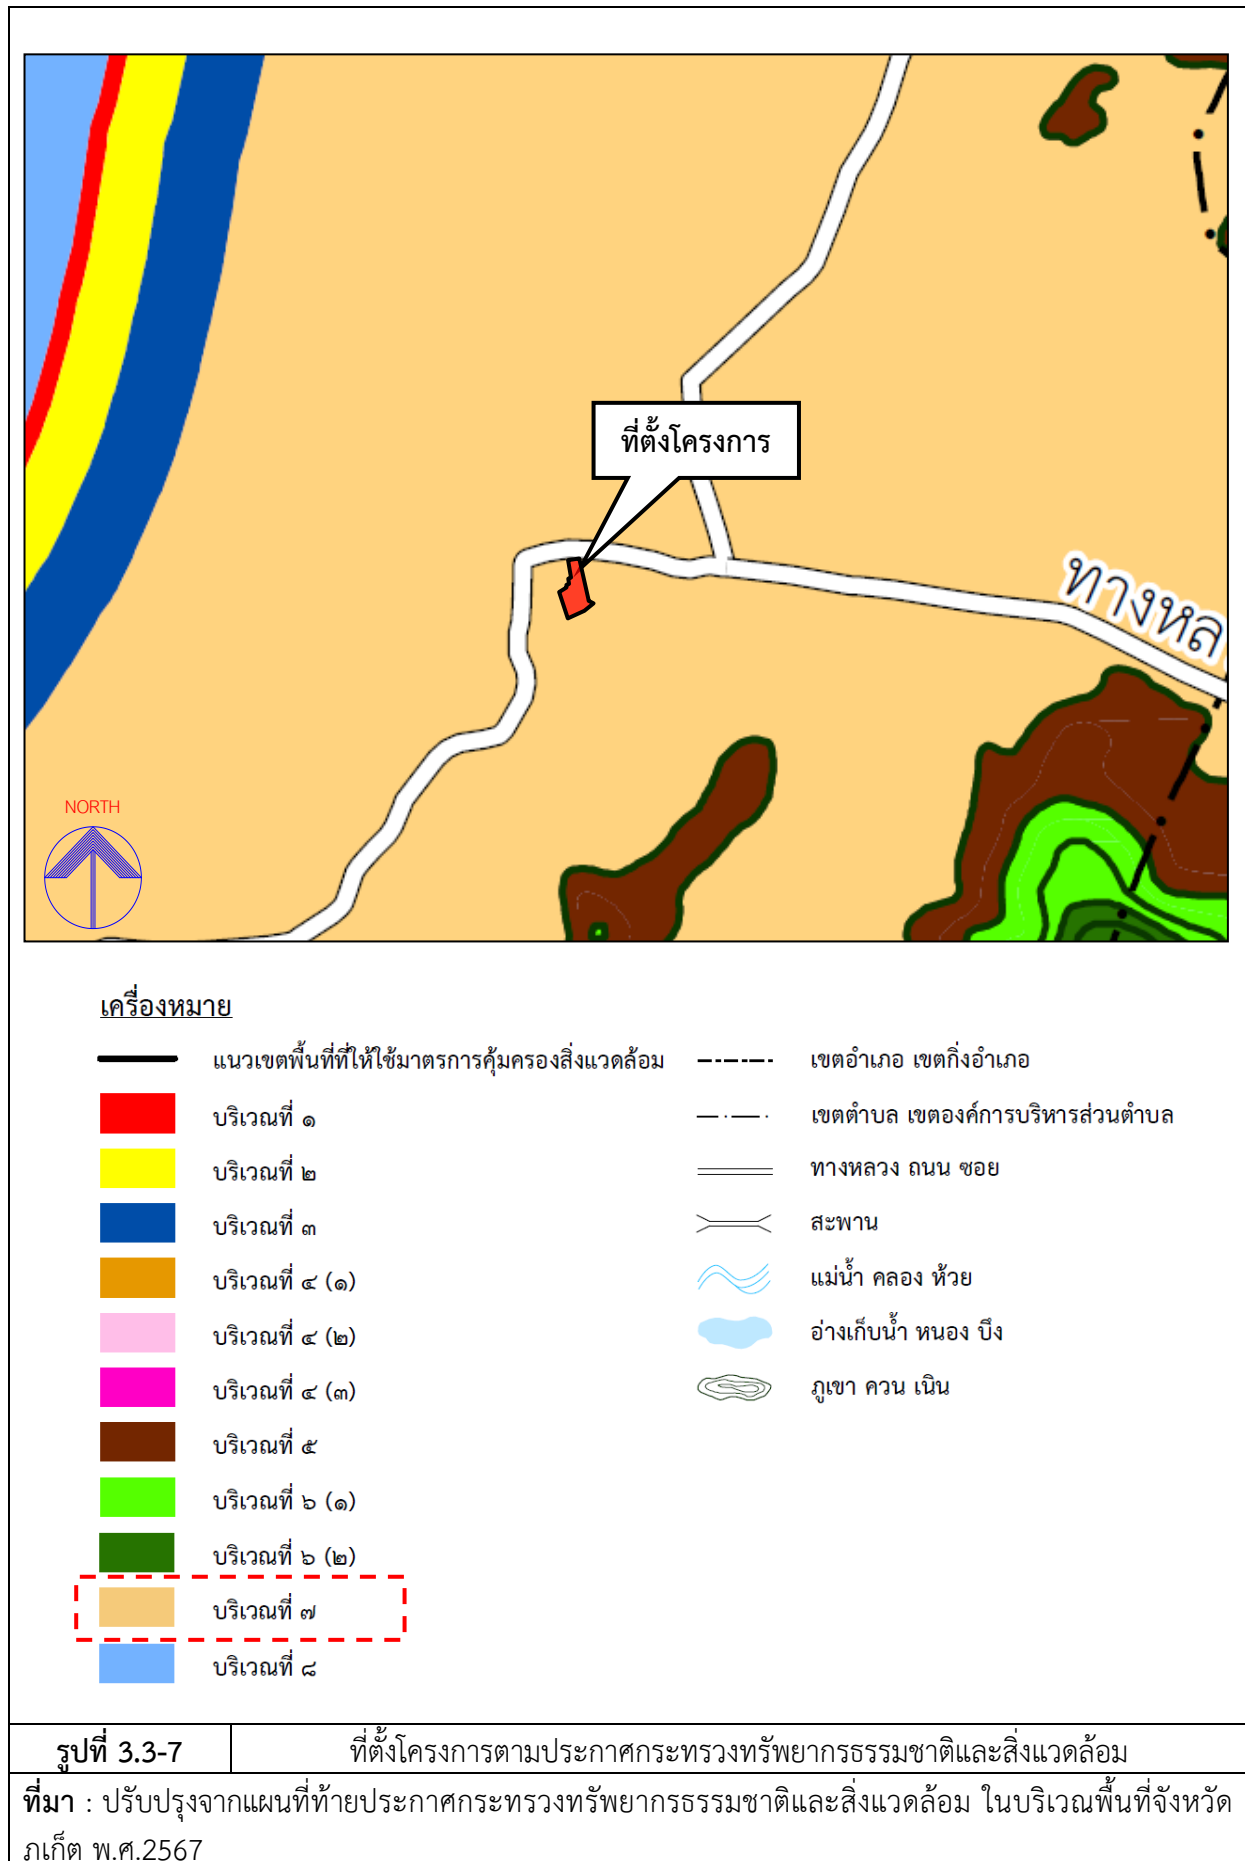 ที่ตั้งโครงการ
ทางหล
NORTH
เครื่องหมาย
แนวเขตพื้นที่ที่ให้ใช้มาตรการคุ้มครองสิ่งแวดล้อม
บริเวณที่ ๑
บริเวณที่ ๒
บริเวณที่ ๓
บริเวณที่ ๔ (๑)
บริเวณที่ ๔ (๒)
บริเวณที่ ๔ (๓)
บริเวณที่ ๕
บริเวณที่ ๖ (๑)
บริเวณที่ ๖ (๒)
บริเวณที่ ๗
บริเวณที่ ๘
เขตอำเภอ เขตกิ่งอำเภอ
เขตตำบล เขตองค์การบริหารส่วนตำบล
ทางหลวง ถนน ซอย
สะพาน
แม่น้ำ คลอง ห้วย
อ่างเก็บน้ำ หนอง บึง
ภูเขา ควน เนิน
รูปที่ 3.3-7 ที่ตั้งโครงการตามประกาศกระทรวงทรัพยากรธรรมชาติและสิ่งแวดล้อม
ที่มา : ปรับปรุงจากแผนที่ท้ายประกาศกระทรวงทรัพยากรธรรมชาติและสิ่งแวดล้อม ในบริเวณพื้นที่จังหวัด
ภูเก็ต พ.ศ.2567